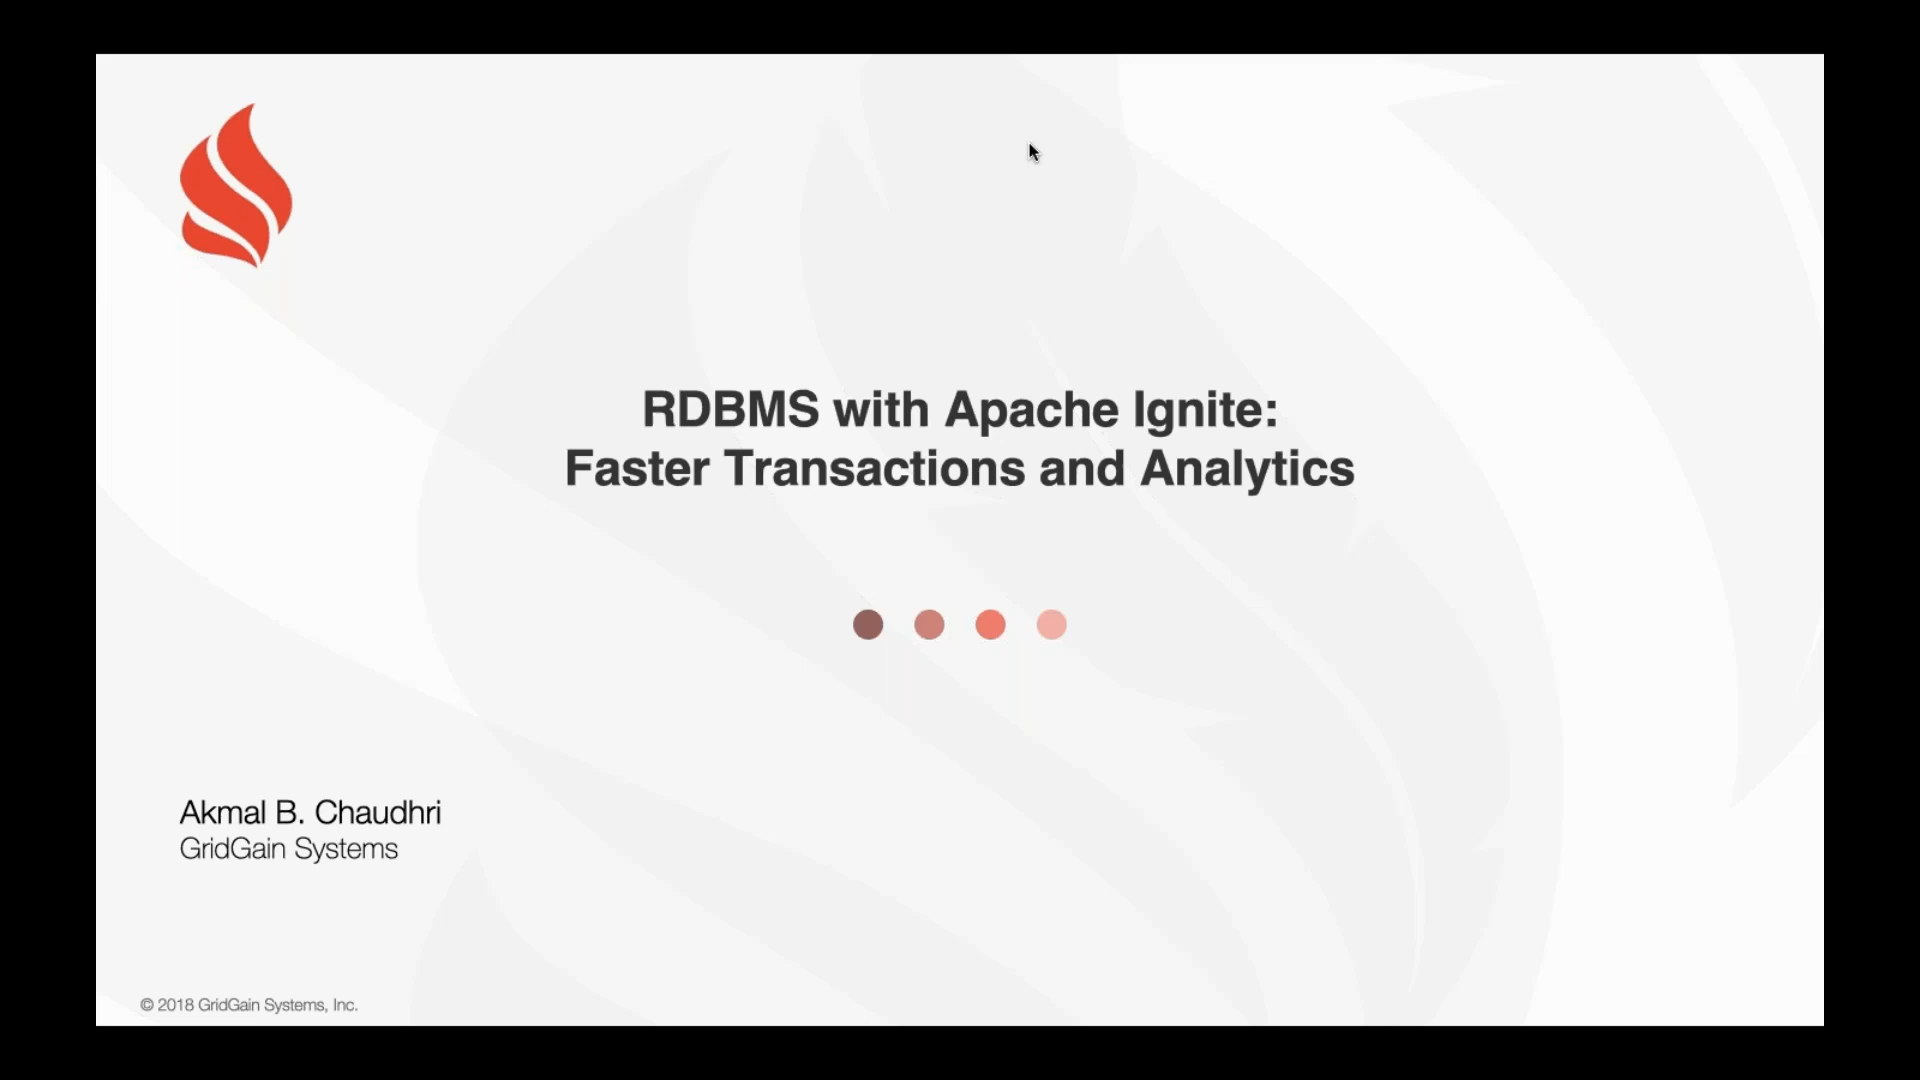 RDBMS with Apache Ignite:
Faster Transactions and Analytics
Akmal B. Chaudhri
GridGain Systems
© 2018 GridGain Systems, Inc.